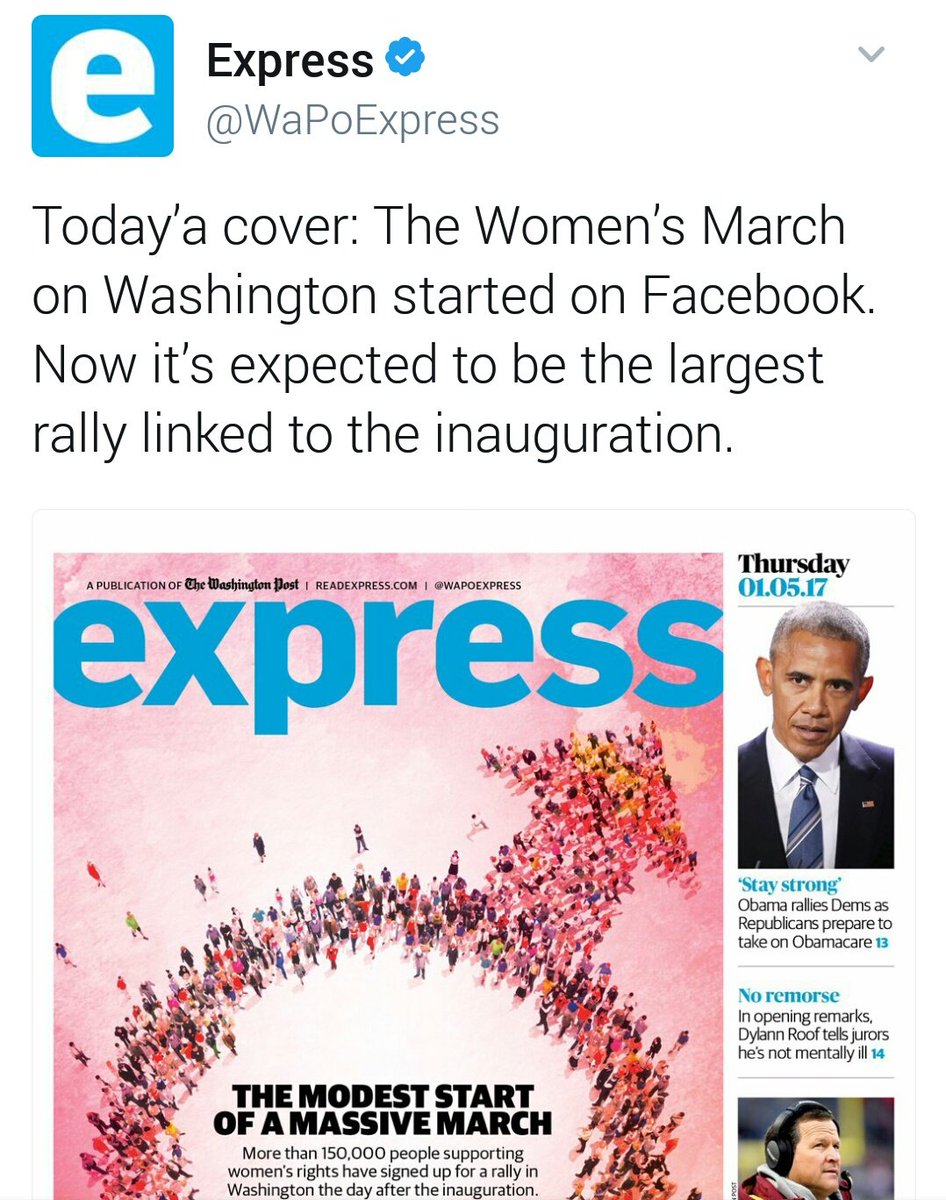 e
Express
@WaPoExpress
Today'a cover: The Women's March
on Washington started on Facebook.
Now it's expected to be the largest
rally linked to the inauguration.
A PUBLICATION OF The Washington Post | READEXPRESS.COM | @WAPOEXPRESS
express
THE MODEST START
OF A MASSIVE MARCH
More than 150,000 people supporting
women's rights have signed up for a rally in
Washington the day after the inauguration.
Thursday
01.05.17
'Stay strong'
Obama rallies Dems as
Republicans prepare to
take on Obamacare 13
No remorse
In opening remarks,
Dylann Roof tells jurors
he's not mentally ill 14
POST